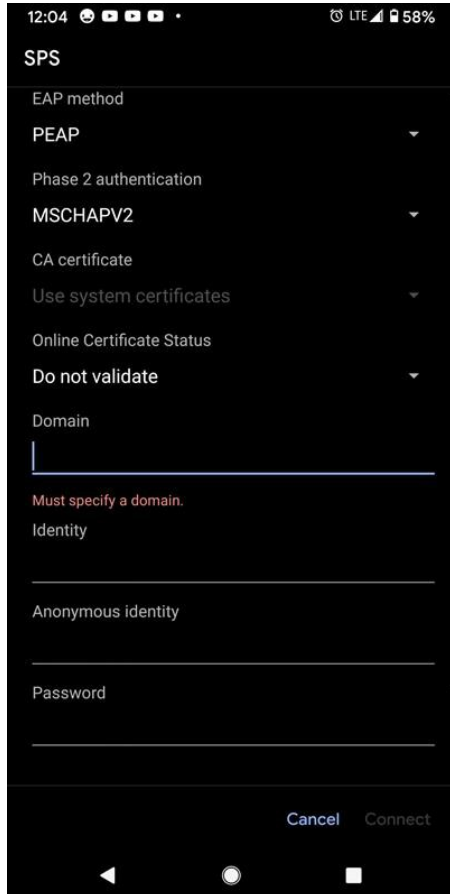 12:04 LTE 58%
SPS
EAP method
PEAP
Phase 2 authentication
MSCHAPV2
CA certificate
Use system certificates
Online Certificate Status
Do not validate
Domain
Must specify a domain.
Identity
Anonymous identity
Password
Cancel Connect